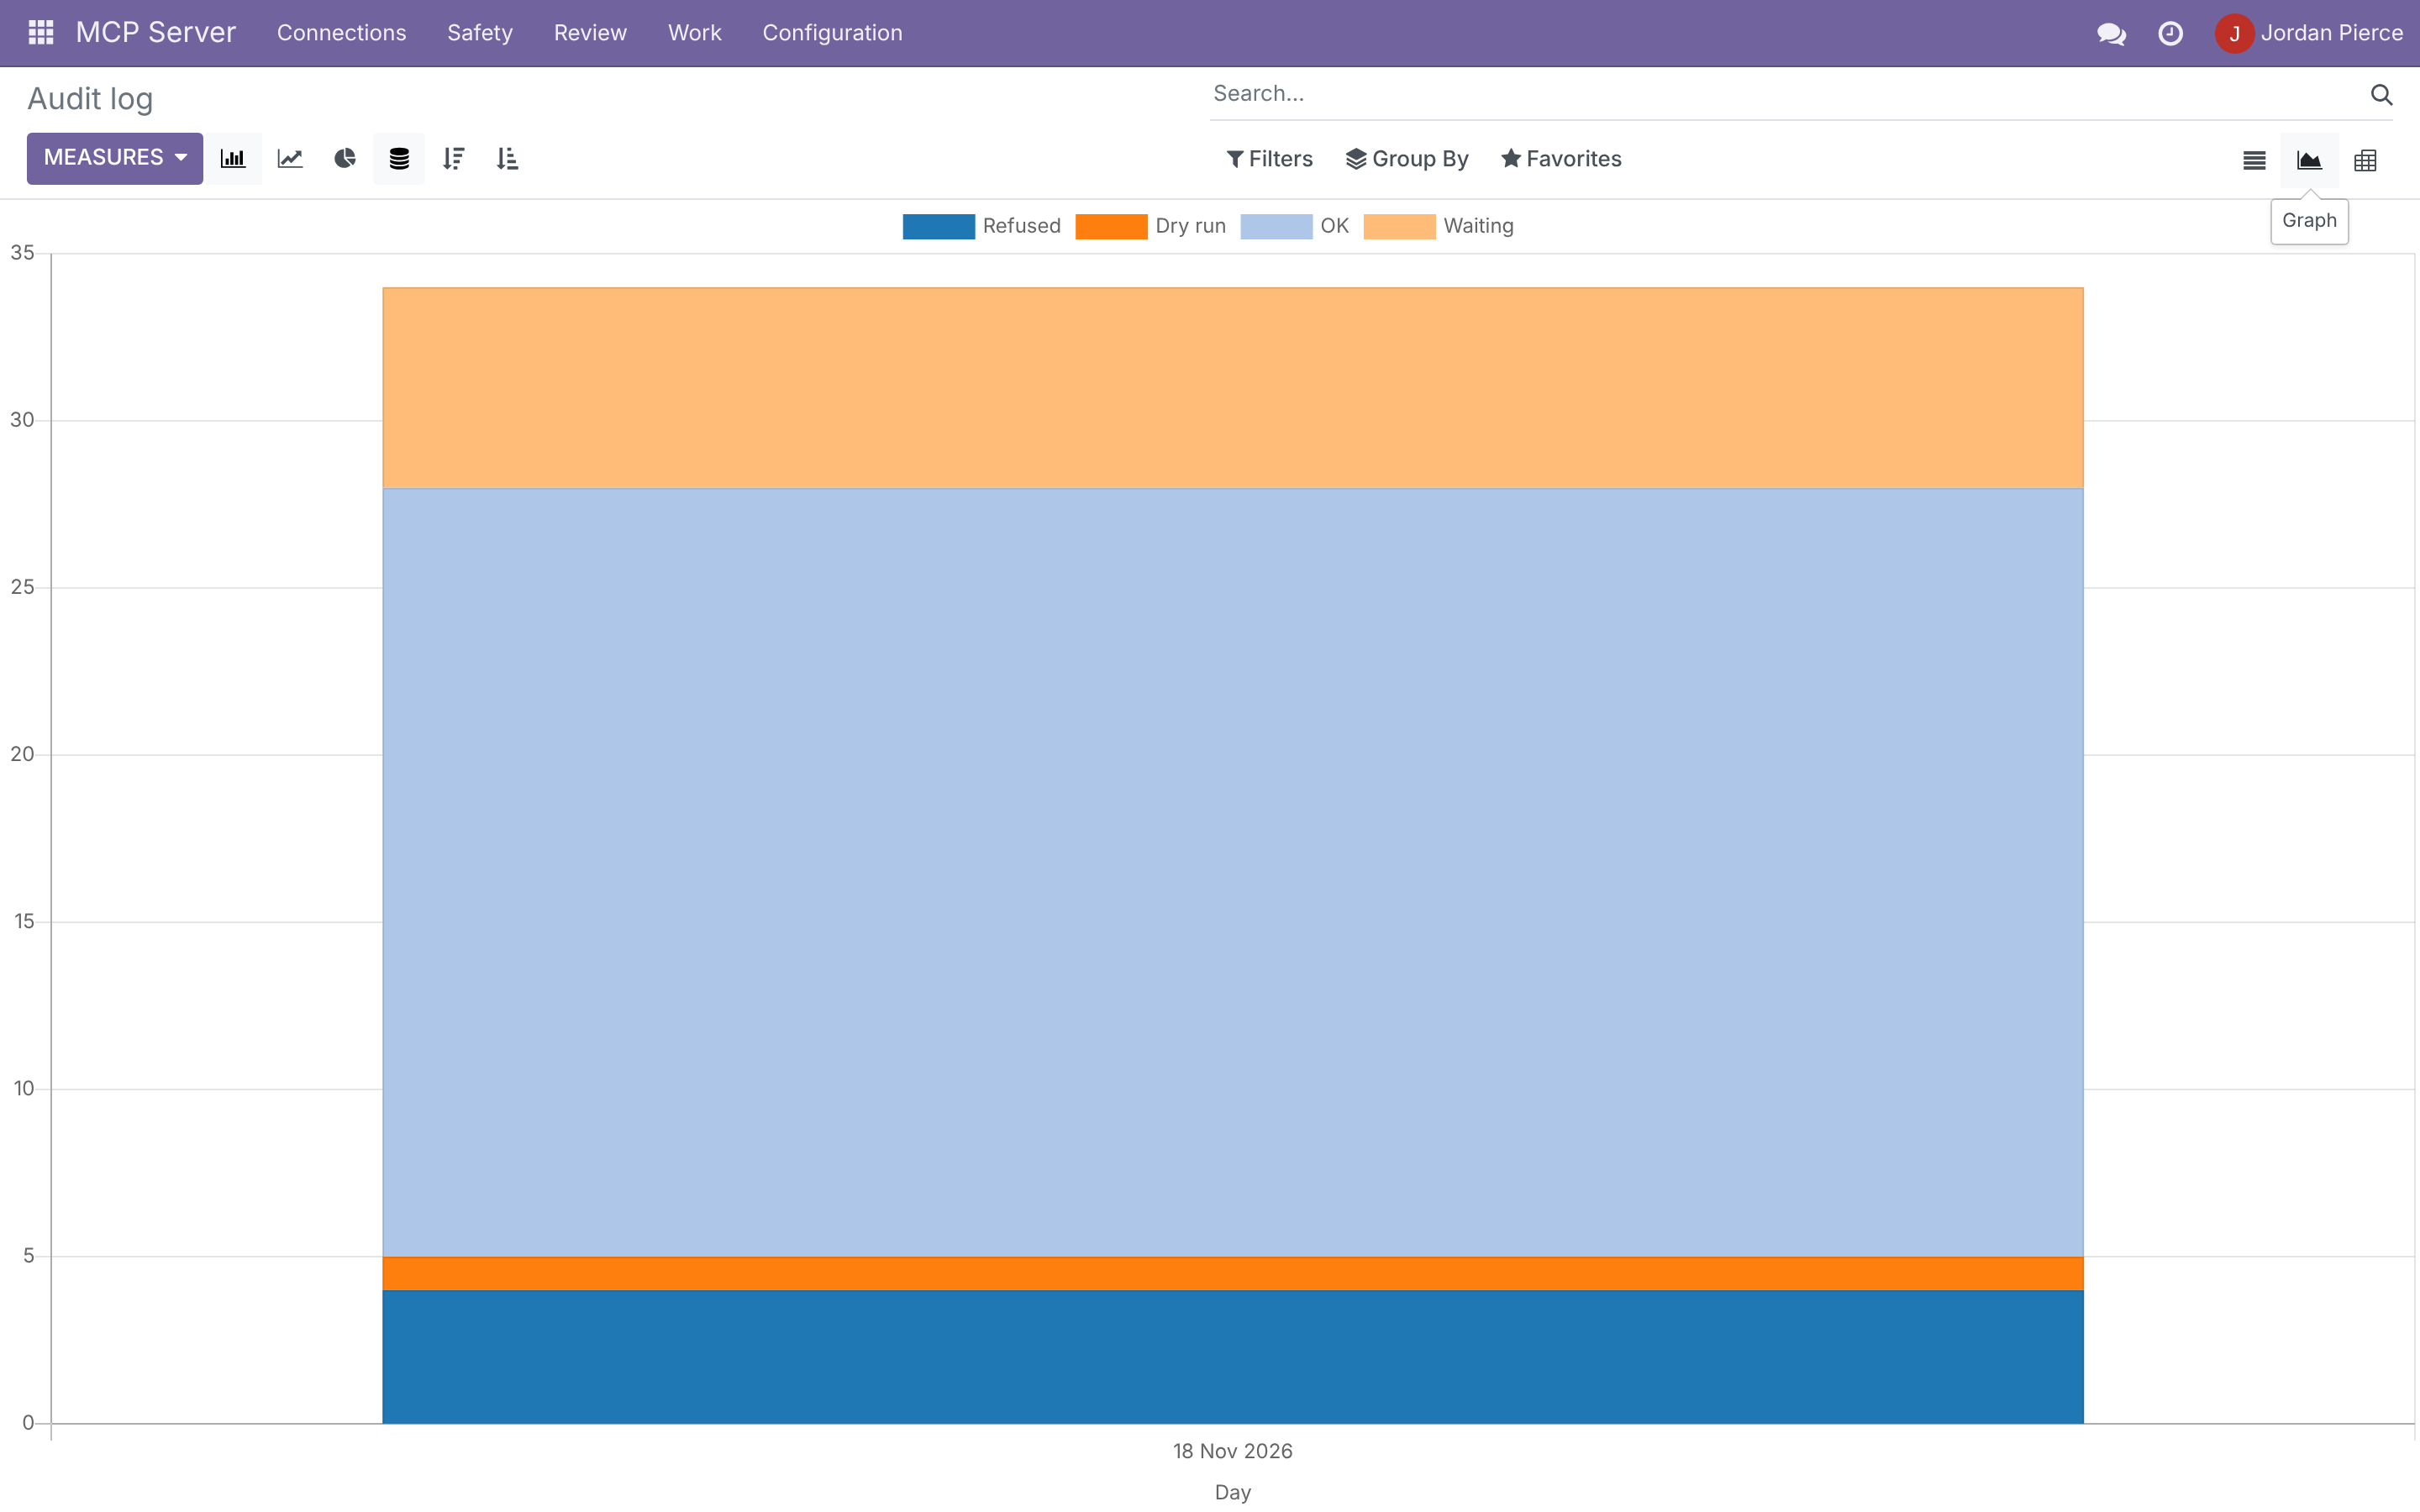 MCP Server Connections Safety Review Work Configuration J Jordan Pierce
Audit log
Search...
MEASURES Filters Group By Favorites
Graph
Refused Dry run OK Waiting
35
30
25
20
15
10
5
0
18 Nov 2026
Day